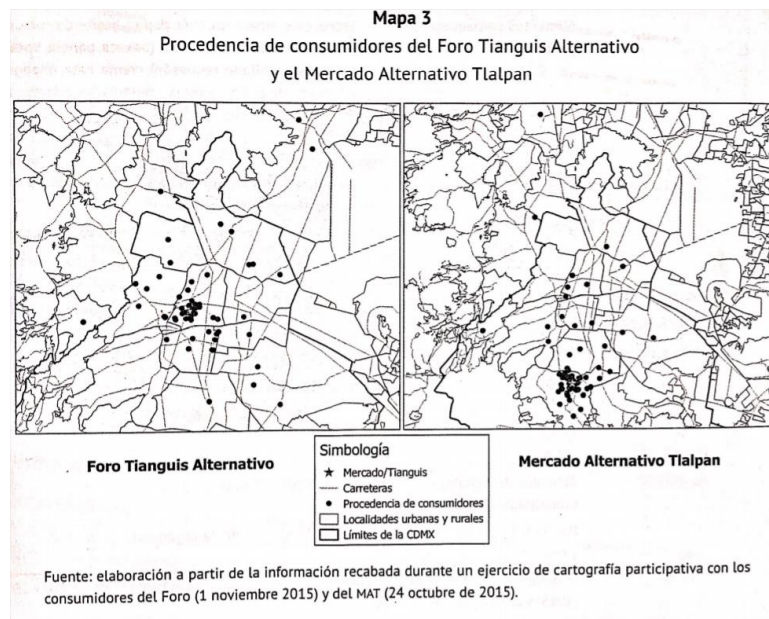 Mapa 3
Procedencia de consumidores del Foro Tianguis Alternativo
y el Mercado Alternativo Tlalpan
Foro Tianguis Alternativo
Simbología
Mercado/Tianguis
Carreteras
Procedencia de consumidores
Localidades urbanas y rurales
Límites de la CDMX
Mercado Alternativo Tlalpan
Fuente: elaboración a partir de la información recabada durante un ejercicio de cartografía participativa con los
consumidores del Foro (1 noviembre 2015) y del MAT (24 octubre de 2015).